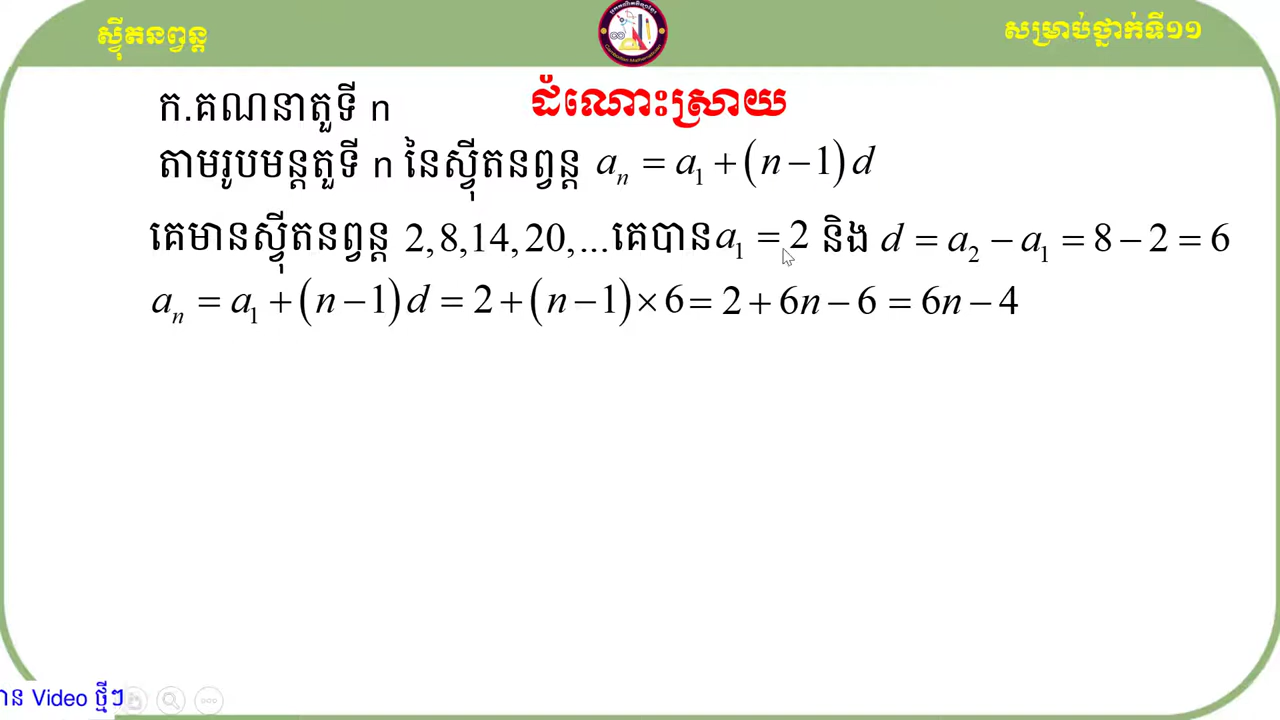 ស្វ៊ីតនព្វន្ត
សម្រាប់ថ្នាក់ទី១១
ដំណោះស្រាយ
ក.គណនាតួទី n
តាមរូបមន្តតួទី n នៃស្វ៊ីតនព្វន្ត aₙ = a₁ + (n − 1) d
គេមានស្វ៊ីតនព្វន្ត 2, 8, 14, 20, ... គេបាន a₁ = 2 និង d = a₂ − a₁ = 8 − 2 = 6
aₙ = a₁ + (n − 1) d = 2 + (n − 1) × 6 = 2 + 6n − 6 = 6n − 4
Video ថ្មីៗ